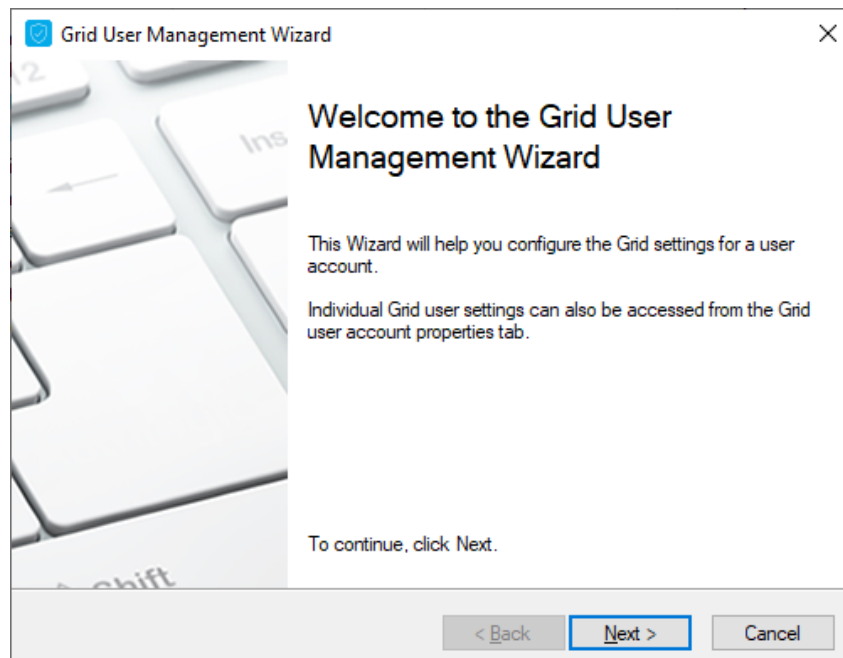 Grid User Management Wizard
12
Ins
Welcome to the Grid User
Management Wizard
This Wizard will help you configure the Grid settings for a user
account.
Individual Grid user settings can also be accessed from the Grid
user account properties tab.
To continue, click Next.
Shift
< Back
Next >
Cancel